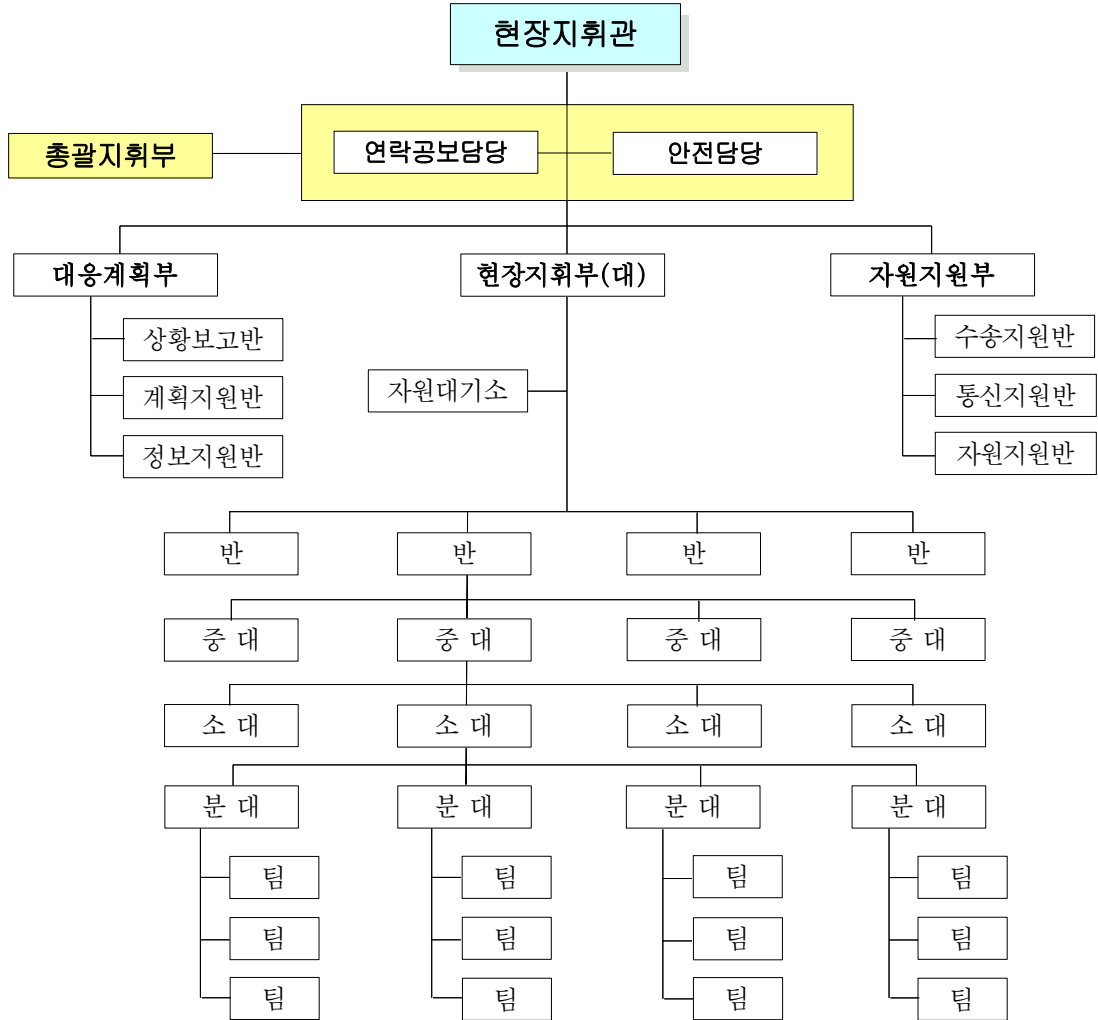 현장지휘관
총괄지휘부
연락공보담당
안전담당
대응계획부
현장지휘부(대)
자원지원부
상황보고반
계획지원반
정보지원반
자원대기소
수송지원반
통신지원반
자원지원반
반
반
반
반
중 대
중 대
중 대
중 대
소 대
소 대
소 대
소 대
분 대
분 대
분 대
분 대
팀
팀
팀
팀
팀
팀
팀
팀
팀
팀
팀
팀